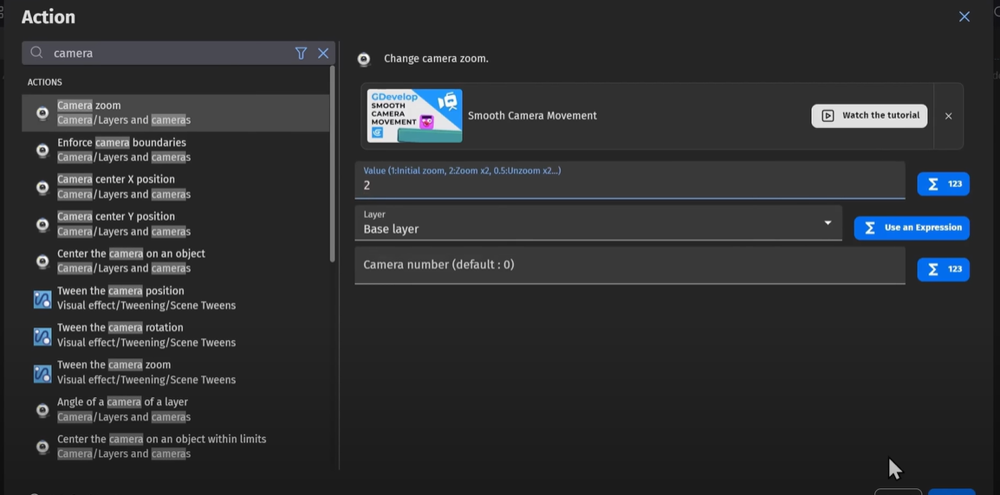 Action
camera
ACTIONS
Camera zoom
Camera/Layers and cameras
Enforce camera boundaries
Camera/Layers and cameras
Camera center X position
Camera/Layers and cameras
Camera center Y position
Camera/Layers and cameras
Center the camera on an object
Camera/Layers and cameras
Tween the camera position
Visual effect/Tweening/Scene Tweens
Tween the camera rotation
Visual effect/Tweening/Scene Tweens
Tween the camera zoom
Visual effect/Tweening/Scene Tweens
Angle of a camera of a layer
Camera/Layers and cameras
Center the camera on an object within limits
Camera/Layers and cameras
Change camera zoom.
GDevelop
SMOOTH
CAMERA
MOVEMENT
Smooth Camera Movement
Watch the tutorial
Value (1:Initial zoom, 2:Zoom x2, 0.5:Unzoom x2...)
2
Σ 123
Layer
Base layer
Σ Use an Expression
Camera number (default : 0)
Σ 123